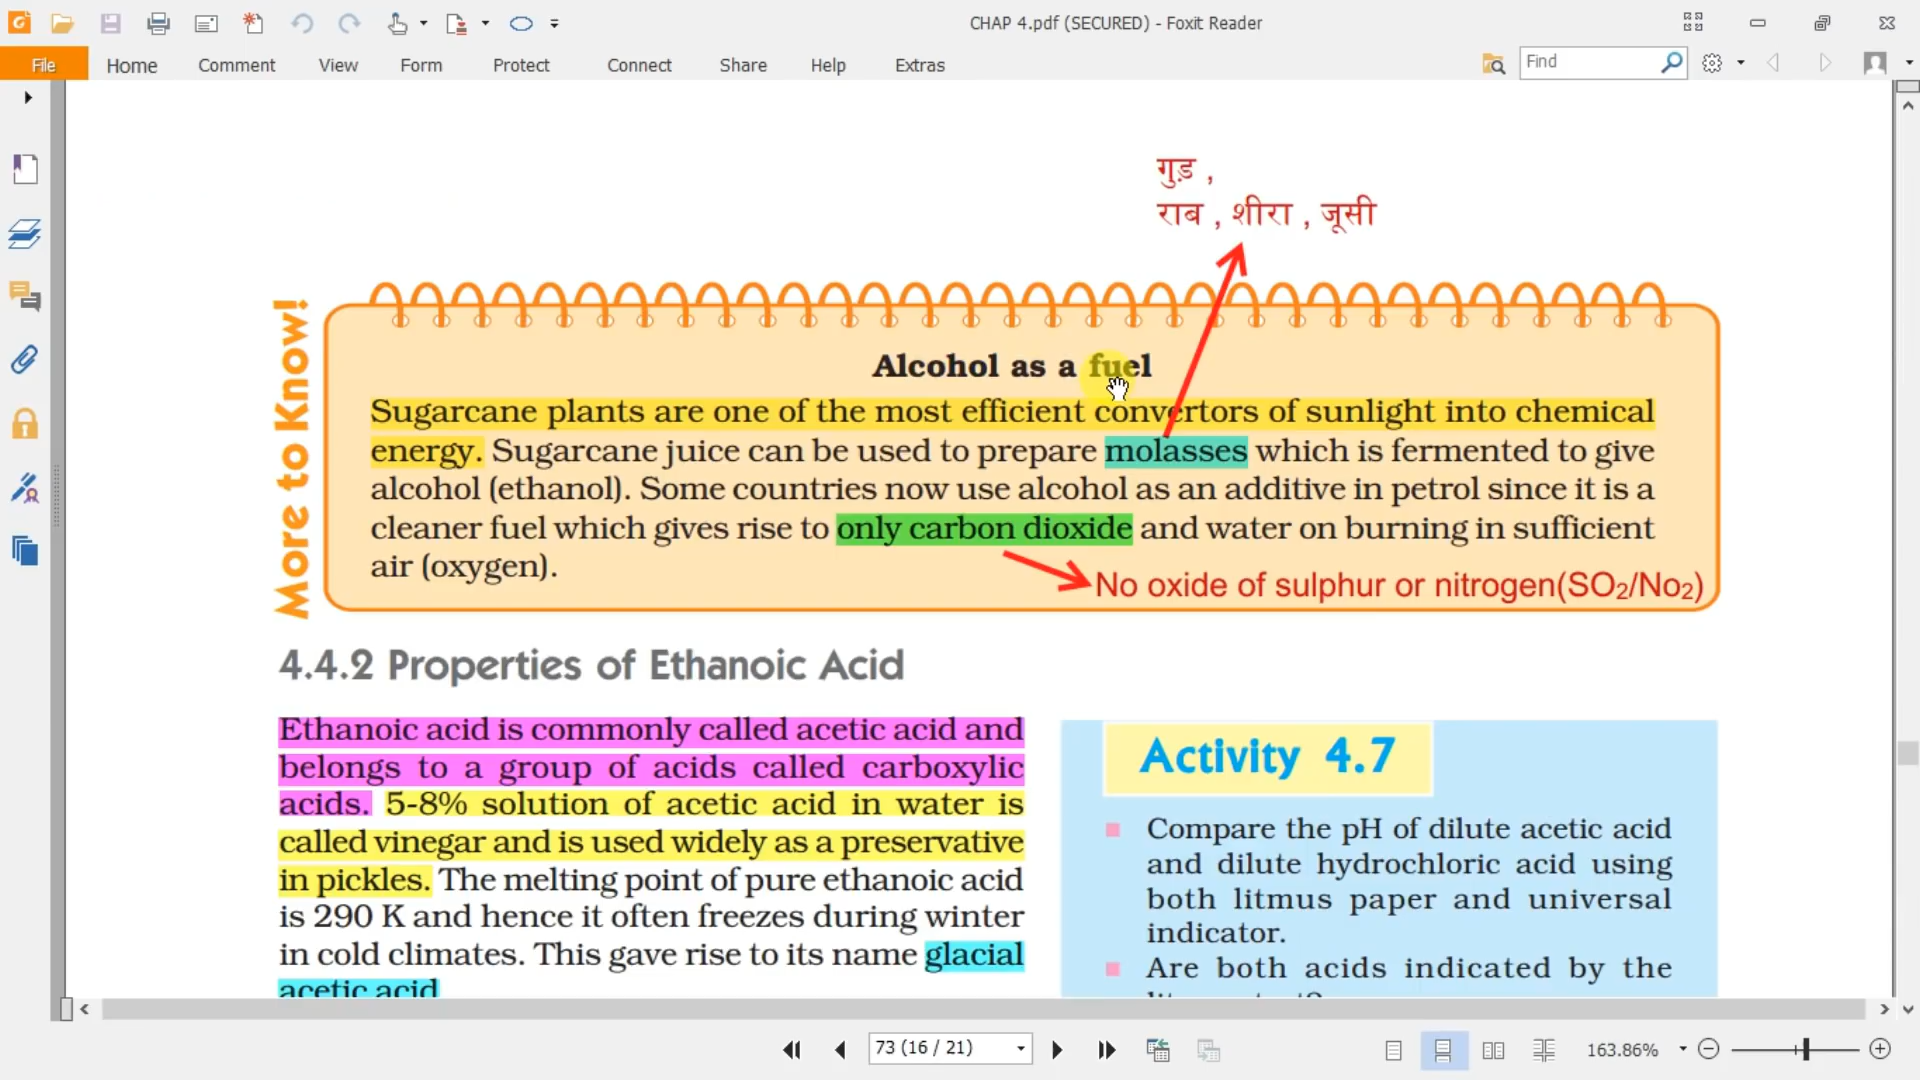 CHAP 4.pdf (SECURED) - Foxit Reader
File Home Comment View Form Protect Connect Share Help Extras
Find
गुड़ ,
राब , शीरा , जूसी
More to Know!
Alcohol as a fuel
Sugarcane plants are one of the most efficient convertors of sunlight into chemical
energy. Sugarcane juice can be used to prepare molasses which is fermented to give
alcohol (ethanol). Some countries now use alcohol as an additive in petrol since it is a
cleaner fuel which gives rise to only carbon dioxide and water on burning in sufficient
air (oxygen).
No oxide of sulphur or nitrogen(SO₂/No₂)
4.4.2 Properties of Ethanoic Acid
Ethanoic acid is commonly called acetic acid and
belongs to a group of acids called carboxylic
acids. 5-8% solution of acetic acid in water is
called vinegar and is used widely as a preservative
in pickles. The melting point of pure ethanoic acid
is 290 K and hence it often freezes during winter
in cold climates. This gave rise to its name glacial
acetic acid
Activity 4.7
Compare the pH of dilute acetic acid
and dilute hydrochloric acid using
both litmus paper and universal
indicator.
Are both acids indicated by the
73 (16 / 21)
163.86%